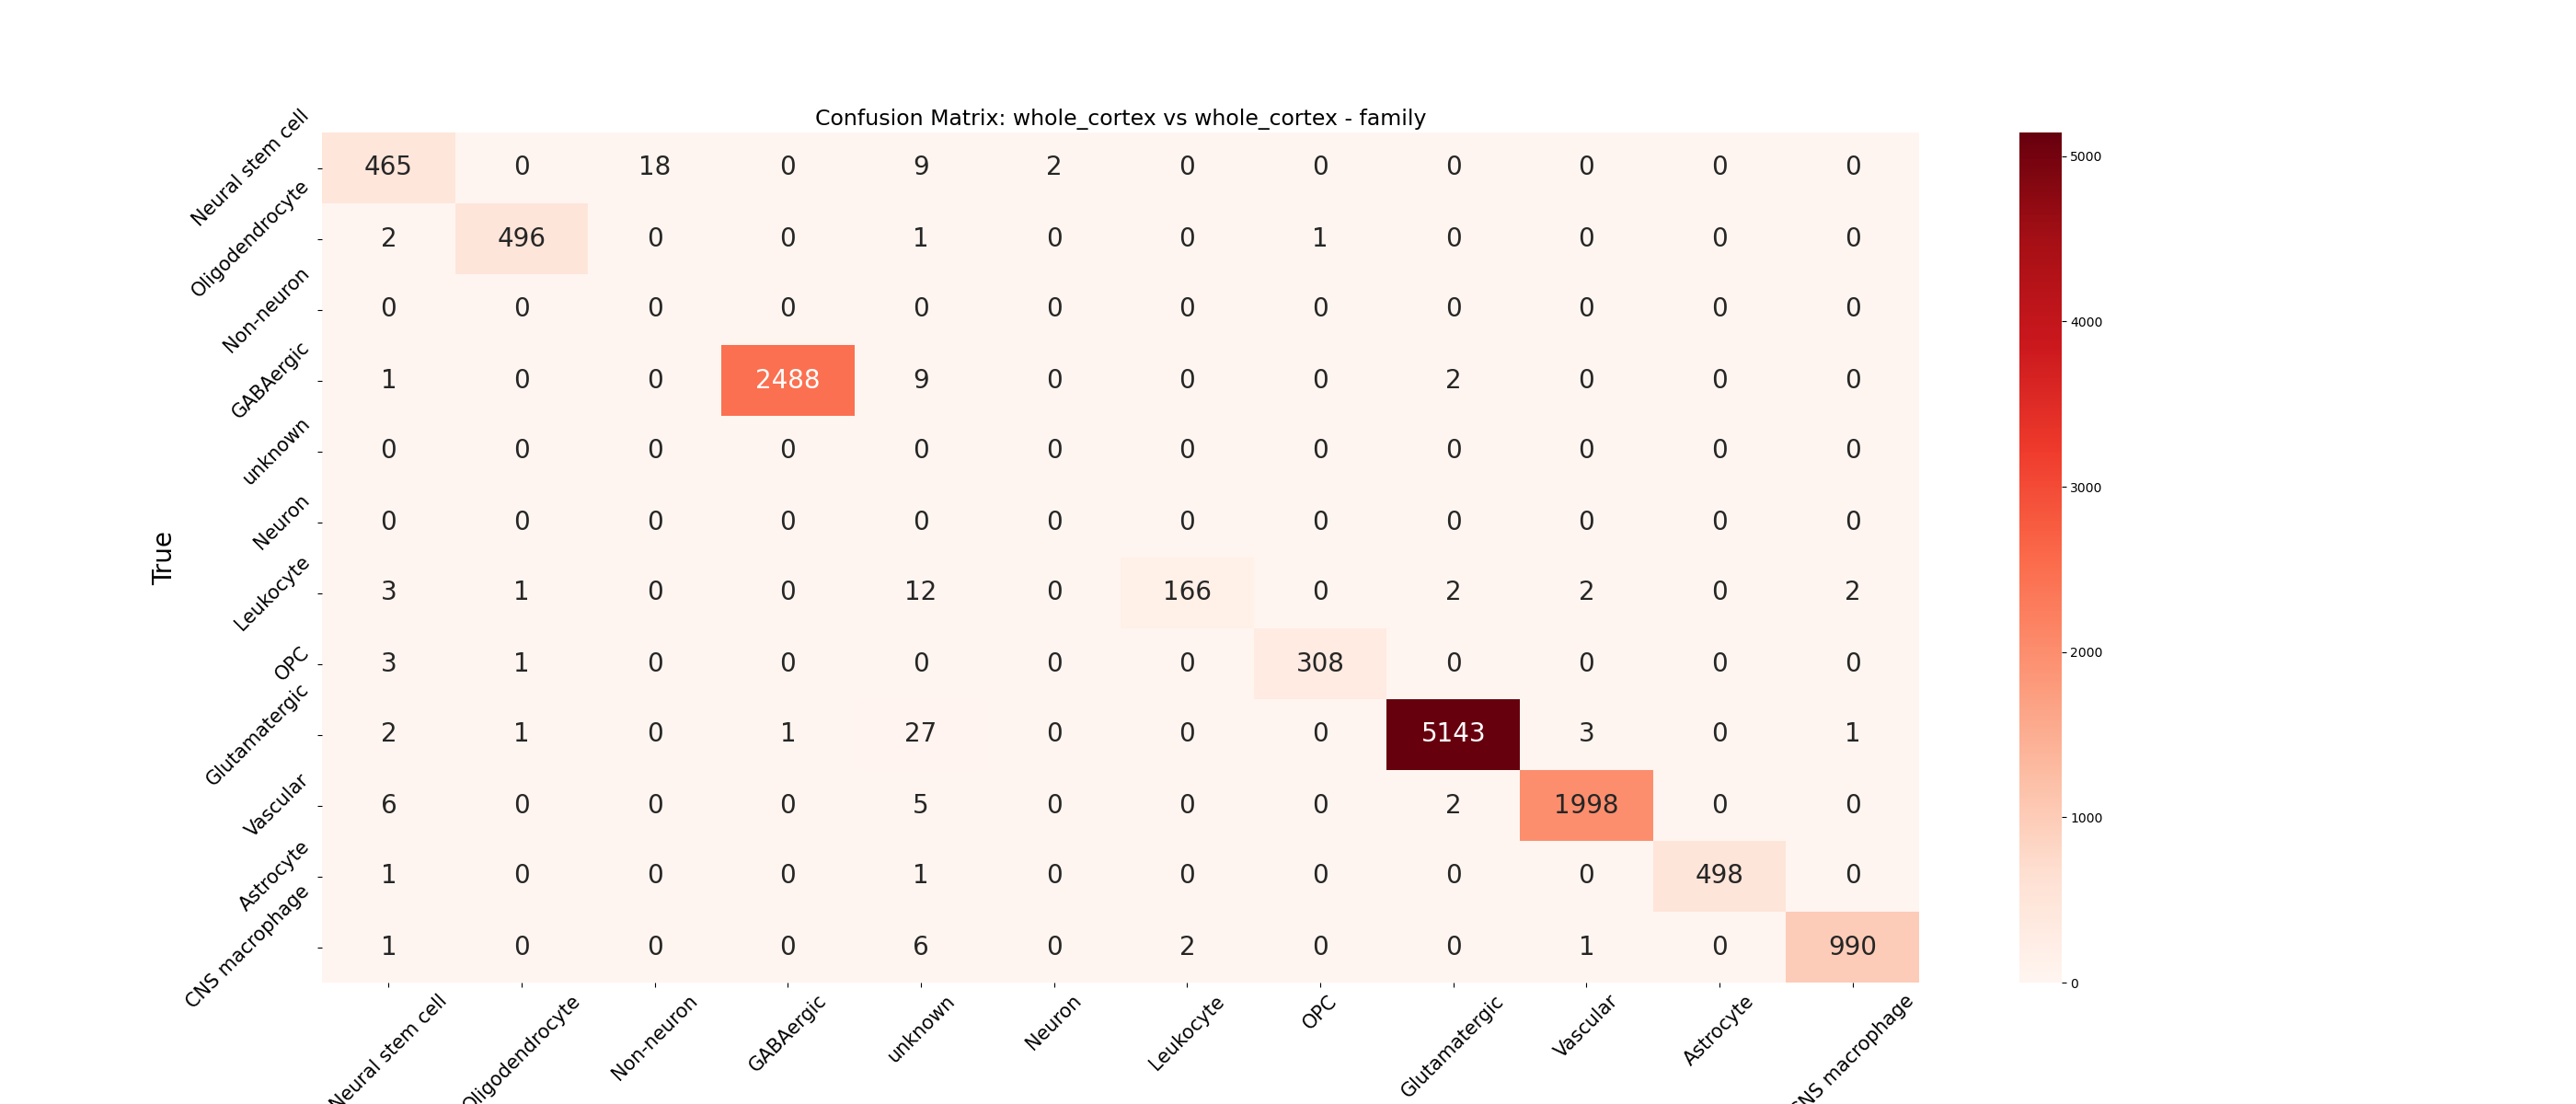 Confusion Matrix: whole_cortex vs whole_cortex - family
True
Neural stem cell 465 0 18 0 9 2 0 0 0 0 0 0
Oligodendrocyte 2 496 0 0 1 0 0 1 0 0 0 0
Non-neuron 0 0 0 0 0 0 0 0 0 0 0 0
GABAergic 1 0 0 2488 9 0 0 0 2 0 0 0
unknown 0 0 0 0 0 0 0 0 0 0 0 0
Neuron 0 0 0 0 0 0 0 0 0 0 0 0
Leukocyte 3 1 0 0 12 0 166 0 2 2 0 2
OPC 3 1 0 0 0 0 0 308 0 0 0 0
Glutamatergic 2 1 0 1 27 0 0 0 5143 3 0 1
Vascular 6 0 0 0 5 0 0 0 2 1998 0 0
Astrocyte 1 0 0 0 1 0 0 0 0 0 498 0
CNS macrophage 1 0 0 0 6 0 2 0 0 1 0 990
Neural stem cell Oligodendrocyte Non-neuron GABAergic unknown Neuron Leukocyte OPC Glutamatergic Vascular Astrocyte CNS macrophage
5000
4000
3000
2000
1000
0